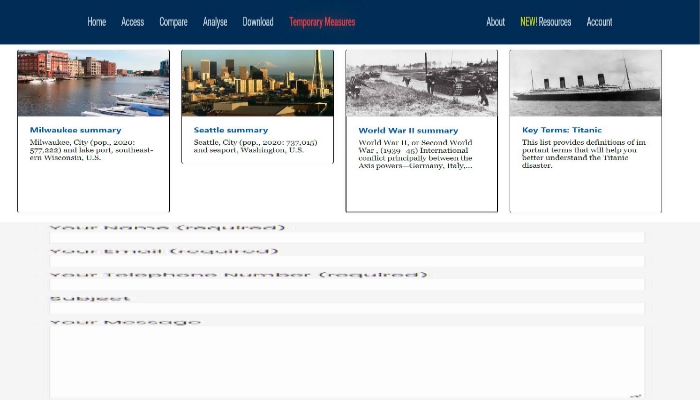 Home Access Compare Analyse Download Temporary Measures About NEW! Resources Account
Milwaukee summary
Milwaukee, City (pop., 2020:
577,222) and lake port, southeast-
ern Wisconsin, U.S.
Seattle summary
Seattle, City (pop., 2020: 737,015)
and seaport, Washington, U.S.
World War II summary
World War II, or Second World
War , (1939–45) International
conflict principally between the
Axis powers—Germany, Italy,...
Key Terms: Titanic
This list provides definitions of im
portant terms that will help you
better understand the Titanic
disaster.
Your Name (required)
Your Email (required)
Your Telephone Number (required)
Subject
Your Message